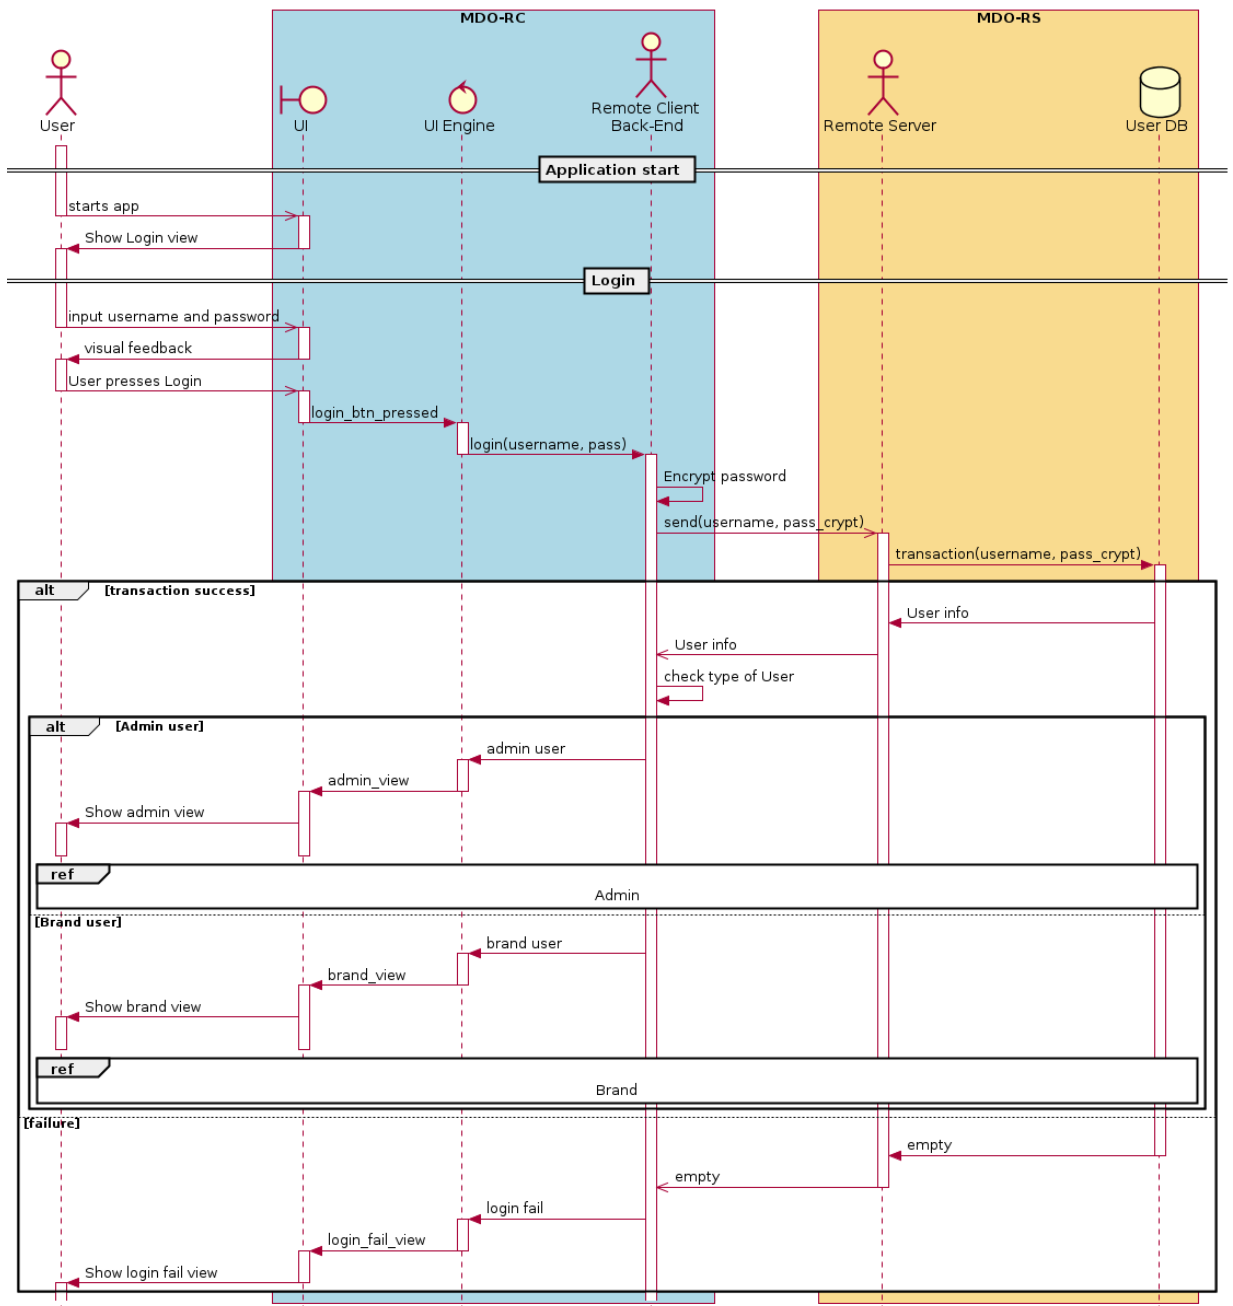 MDO-RC
MDO-RS
User
UI
UI Engine
Remote Client
Back-End
Remote Server
User DB
Application start
starts app
Show Login view
Login
input username and password
visual feedback
User presses Login
login_btn_pressed
login(username, pass)
Encrypt password
send(username, pass_crypt)
transaction(username, pass_crypt)
alt
[transaction success]
User info
User info
check type of User
alt
[Admin user]
admin user
admin_view
Show admin view
ref
Admin
[Brand user]
brand user
brand_view
Show brand view
ref
Brand
[failure]
empty
empty
login fail
login_fail_view
Show login fail view